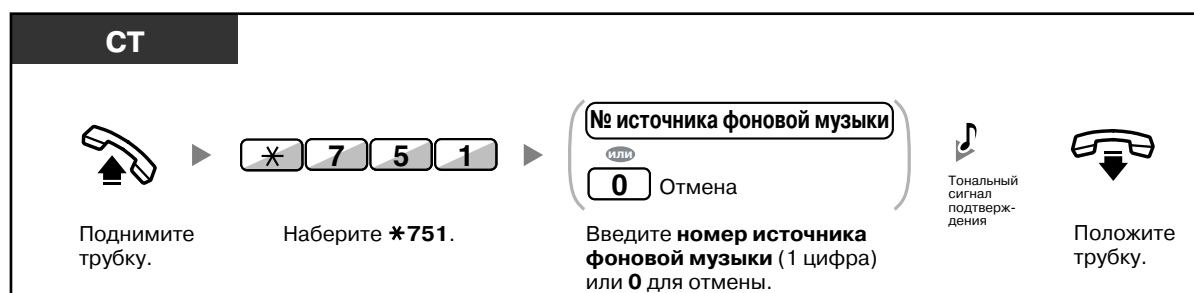 СТ
✳ 7 5 1
№ источника фоновой музыки
или
0 Отмена
Тональный
сигнал
подтверж-
дения
Поднимите
трубку.
Наберите ✳751.
Введите номер источника
фоновой музыки (1 цифра)
или 0 для отмены.
Положите
трубку.